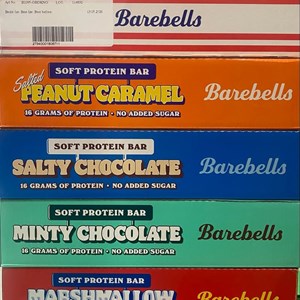 Barebells
SOFT PROTEIN BAR
Salted
PEANUT CARAMEL
Barebells
16 GRAMS OF PROTEIN • NO ADDED SUGAR
SOFT PROTEIN BAR
SALTY CHOCOLATE
Barebells
16 GRAMS OF PROTEIN • NO ADDED SUGAR
SOFT PROTEIN BAR
MINTY CHOCOLATE
Barebells
16 GRAMS OF PROTEIN • NO ADDED SUGAR
SOFT PROTEIN BAR
MARSHMALLOW
Barebells